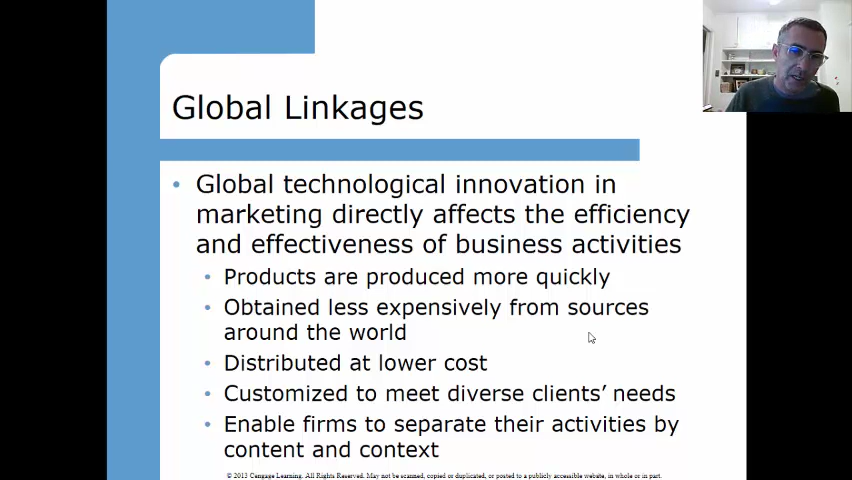 Global Linkages
• Global technological innovation in
marketing directly affects the efficiency
and effectiveness of business activities
• Products are produced more quickly
• Obtained less expensively from sources
around the world
• Distributed at lower cost
• Customized to meet diverse clients’ needs
• Enable firms to separate their activities by
content and context
© 2013 Cengage Learning. All Rights Reserved. May not be scanned, copied or duplicated, or posted to a publicly accessible website, in whole or in part.